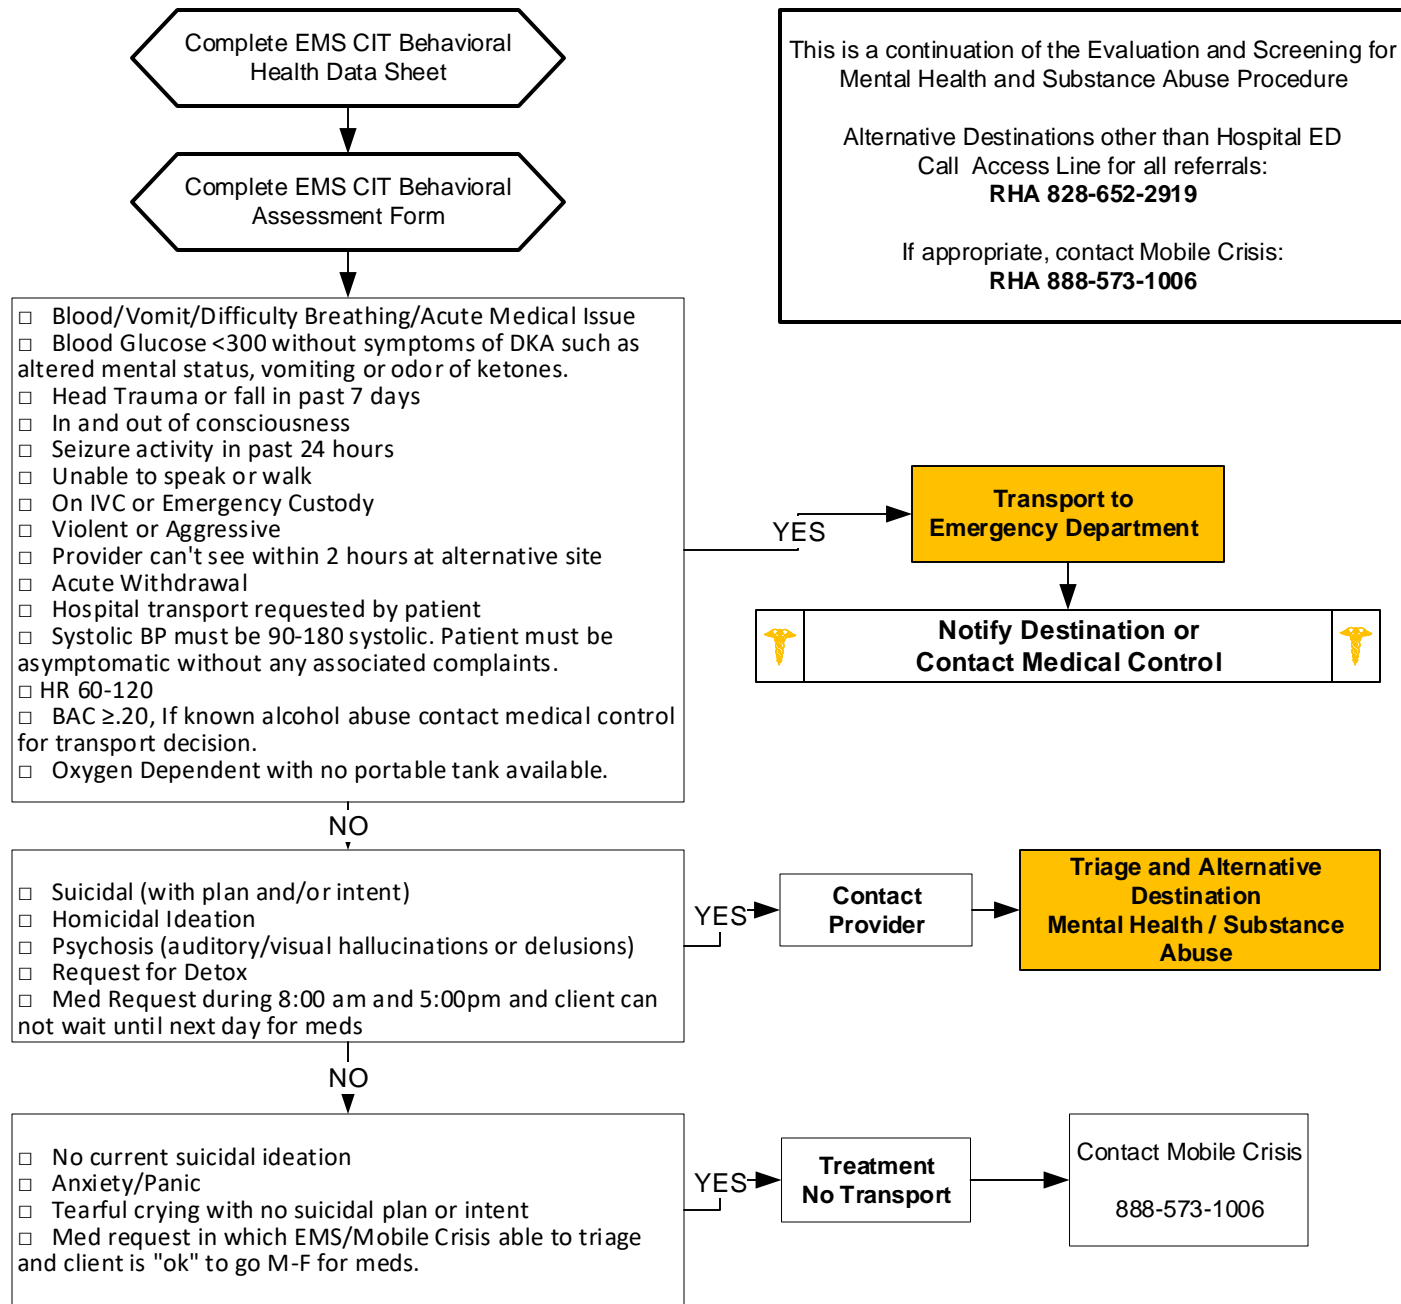 Complete EMS CIT Behavioral
Health Data Sheet
This is a continuation of the Evaluation and Screening for
Mental Health and Substance Abuse Procedure
Alternative Destinations other than Hospital ED
Call Access Line for all referrals:
RHA 828-652-2919
If appropriate, contact Mobile Crisis:
RHA 888-573-1006
Complete EMS CIT Behavioral
Assessment Form
□ Blood/Vomit/Difficulty Breathing/Acute Medical Issue
□ Blood Glucose <300 without symptoms of DKA such as
altered mental status, vomiting or odor of ketones.
□ Head Trauma or fall in past 7 days
□ In and out of consciousness
□ Seizure activity in past 24 hours
□ Unable to speak or walk
□ On IVC or Emergency Custody
□ Violent or Aggressive
□ Provider can't see within 2 hours at alternative site
□ Acute Withdrawal
□ Hospital transport requested by patient
□ Systolic BP must be 90-180 systolic. Patient must be
asymptomatic without any associated complaints.
□ HR 60-120
□ BAC ≥.20, If known alcohol abuse contact medical control
for transport decision.
□ Oxygen Dependent with no portable tank available.
YES
Transport to
Emergency Department
Notify Destination or
Contact Medical Control
NO
□ Suicidal (with plan and/or intent)
□ Homicidal Ideation
□ Psychosis (auditory/visual hallucinations or delusions)
□ Request for Detox
□ Med Request during 8:00 am and 5:00pm and client can
not wait until next day for meds
YES
Contact
Provider
Triage and Alternative
Destination
Mental Health / Substance
Abuse
NO
□ No current suicidal ideation
□ Anxiety/Panic
□ Tearful crying with no suicidal plan or intent
□ Med request in which EMS/Mobile Crisis able to triage
and client is "ok" to go M-F for meds.
YES
Treatment
No Transport
Contact Mobile Crisis
888-573-1006